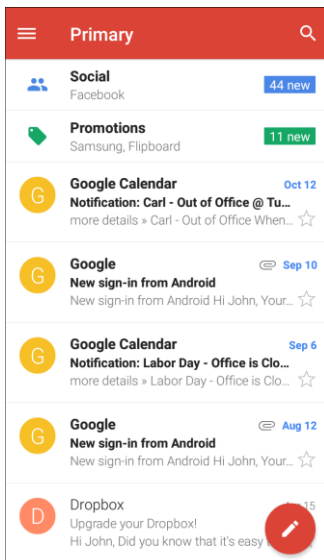 Primary
Social
Facebook
44 new
Promotions
Samsung, Flipboard
11 new
G
Google Calendar
Oct 12
Notification: Carl - Out of Office @ Tu...
more details » Carl - Out of Office When...
G
Google
Sep 10
New sign-in from Android
New sign-in from Android Hi John, Your...
G
Google Calendar
Sep 6
Notification: Labor Day - Office is Clo...
more details » Labor Day - Office is Clo...
G
Google
Aug 12
New sign-in from Android
New sign-in from Android Hi John, Your...
D
Dropbox
15
Upgrade your Dropbox!
Hi John, Did you know that it's easy